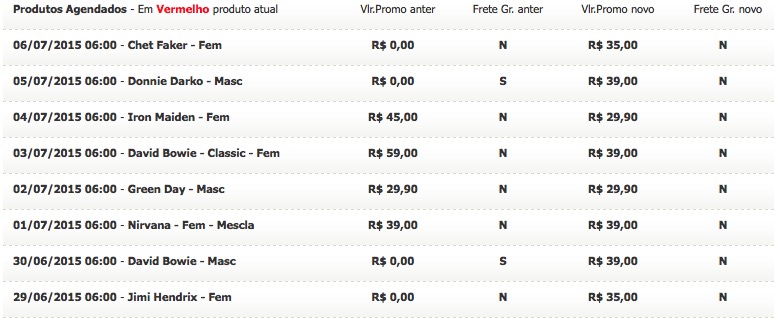 Produtos Agendados - Em Vermelho produto atual Vlr.Promo anter Frete Gr. anter Vlr.Promo novo Frete Gr. novo
06/07/2015 06:00 - Chet Faker - Fem R$ 0,00 N R$ 35,00 N
05/07/2015 06:00 - Donnie Darko - Masc R$ 0,00 S R$ 39,00 N
04/07/2015 06:00 - Iron Maiden - Fem R$ 45,00 N R$ 29,90 N
03/07/2015 06:00 - David Bowie - Classic - Fem R$ 59,00 N R$ 39,00 N
02/07/2015 06:00 - Green Day - Masc R$ 29,90 N R$ 29,90 N
01/07/2015 06:00 - Nirvana - Fem - Mescla R$ 39,00 N R$ 39,00 N
30/06/2015 06:00 - David Bowie - Masc R$ 0,00 S R$ 39,00 N
29/06/2015 06:00 - Jimi Hendrix - Fem R$ 0,00 N R$ 35,00 N